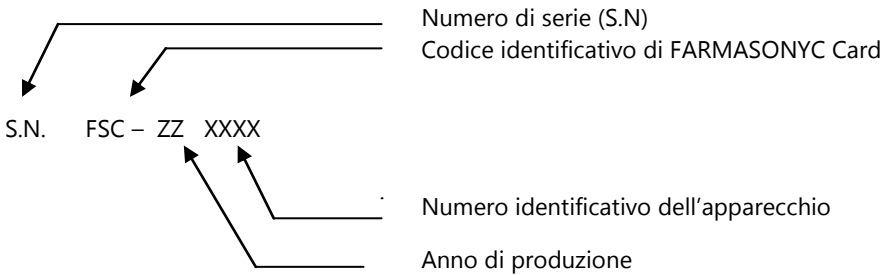 Numero di serie (S.N)
Codice identificativo di FARMASONYC Card
S.N. FSC – ZZ XXXX
Numero identificativo dell'apparecchio
Anno di produzione